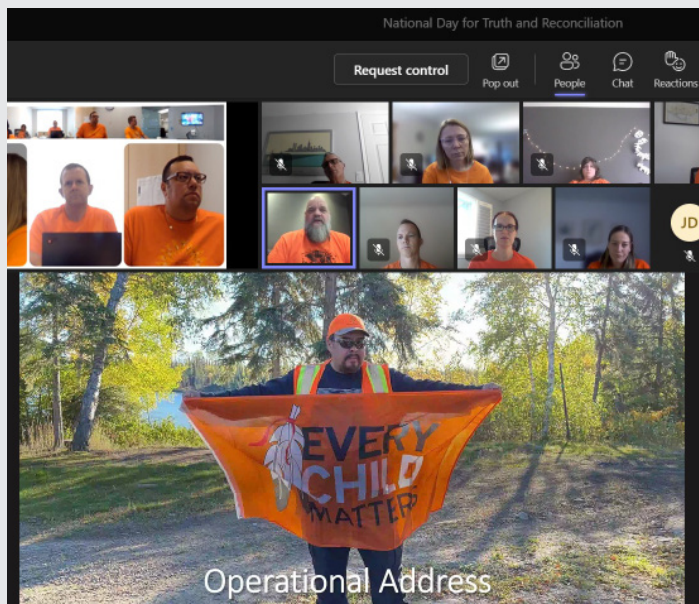 National Day for Truth and Reconciliation
Request control
Pop out
People
Chat
Reactions
JD
EVERY
CHILD
MATTERS
Operational Address